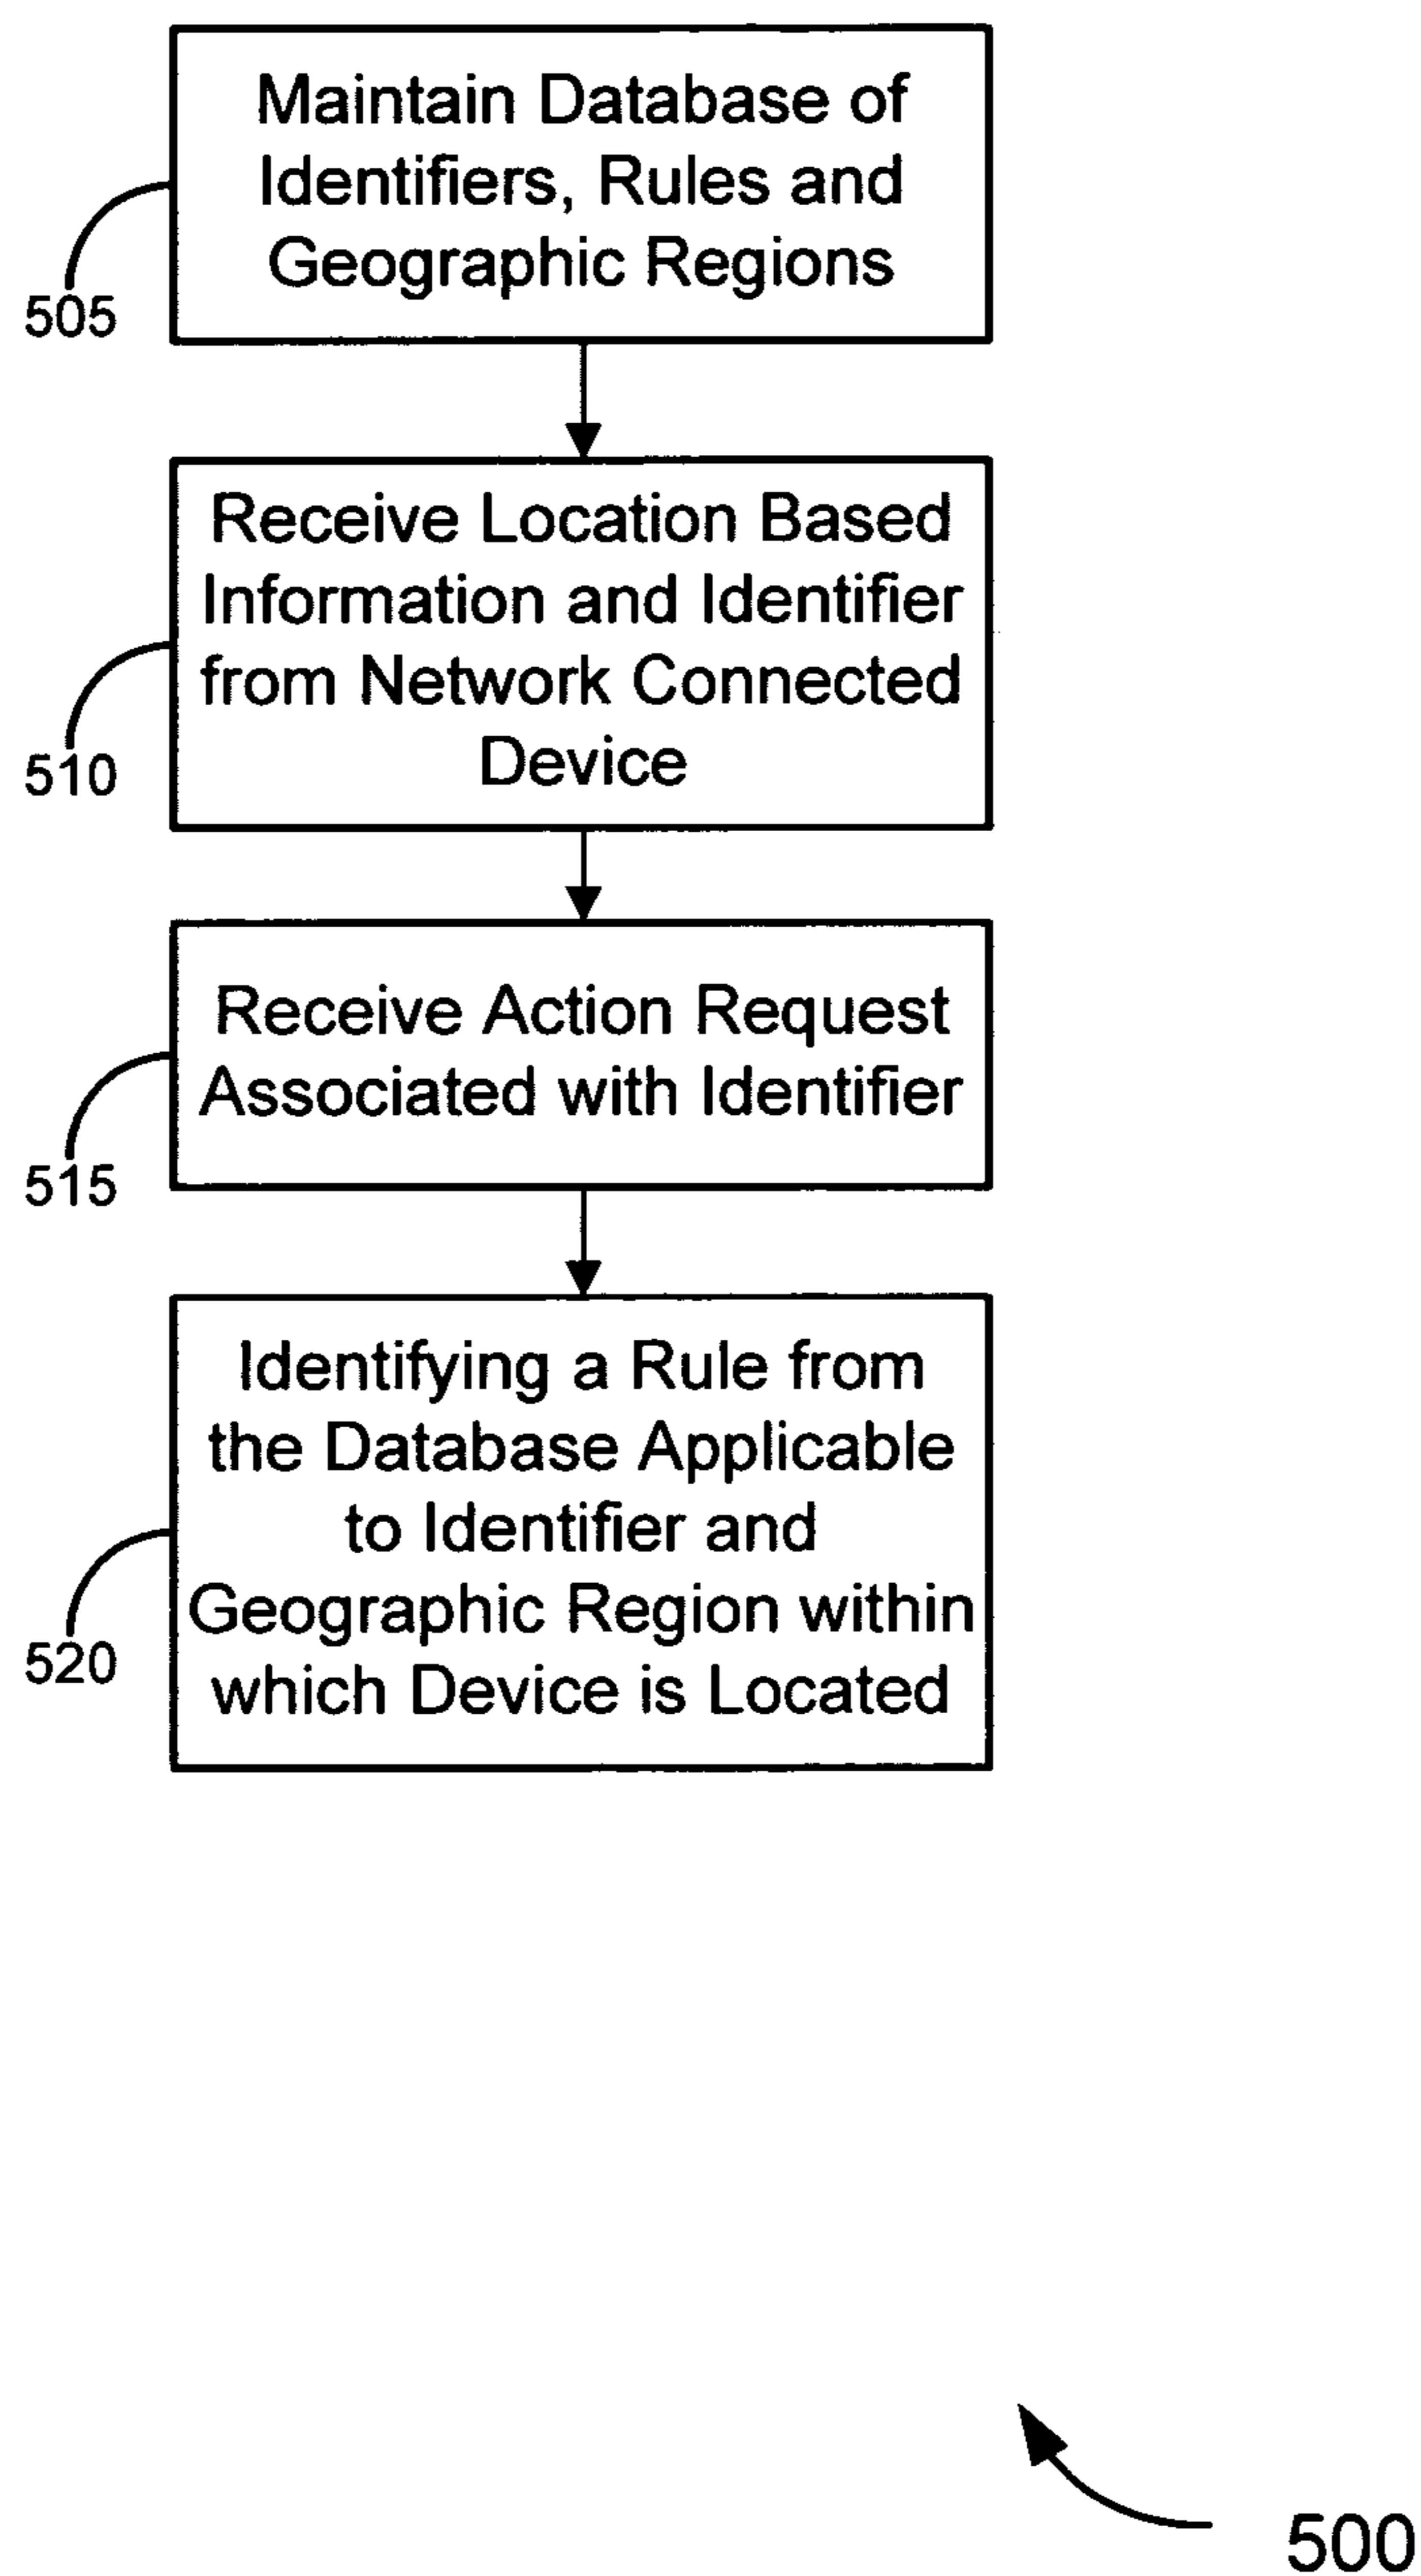 Maintain Database of
Identifiers, Rules and
Geographic Regions
505
Receive Location Based
Information and Identifier
from Network Connected
Device
510
Receive Action Request
Associated with Identifier
515
Identifying a Rule from
the Database Applicable
to Identifier and
Geographic Region within
which Device is Located
520
500